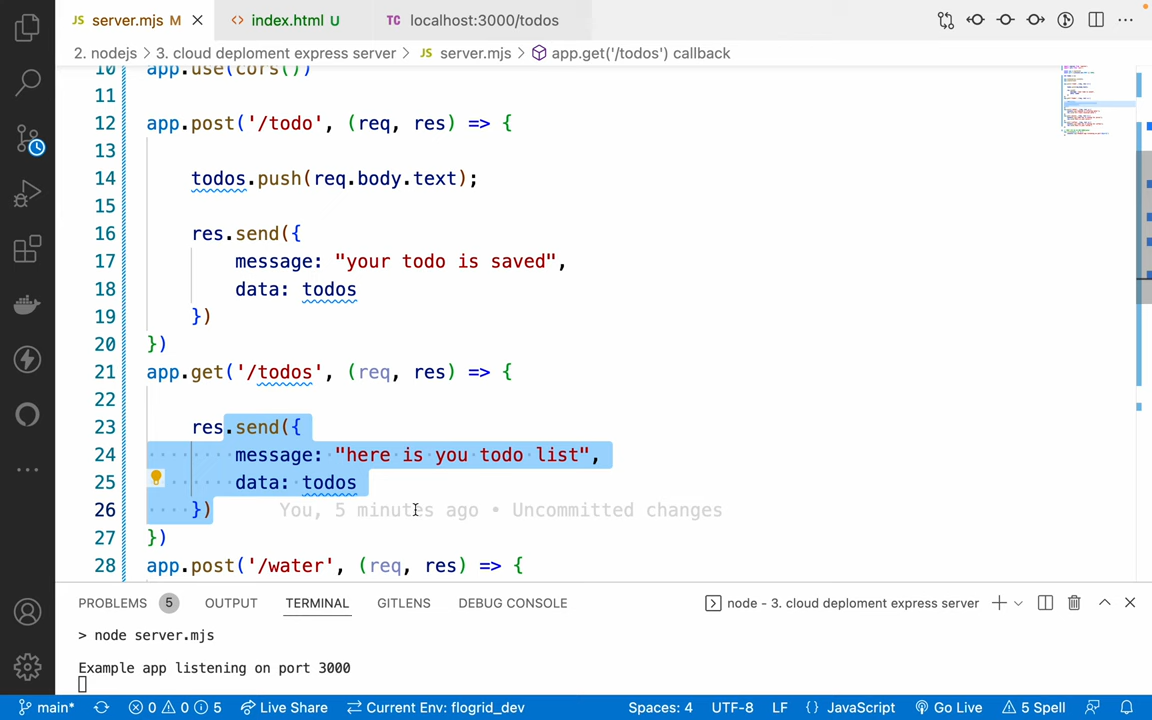 JS server.mjs M
<> index.html U
TC localhost:3000/todos
2. nodejs > 3. cloud deploment express server > JS server.mjs > app.get('/todos') callback
10 app.use(cors())
11
12 app.post('/todo', (req, res) => {
13
14 todos.push(req.body.text);
15
16 res.send({
17 message: "your todo is saved",
18 data: todos
19 })
20 })
21 app.get('/todos', (req, res) => {
22
23 res.send({
24 message: "here is you todo list",
25 data: todos
26 }) You, 5 minutes ago • Uncommitted changes
27 })
28 app.post('/water', (req, res) => {
PROBLEMS 5 OUTPUT TERMINAL GITLENS DEBUG CONSOLE node - 3. cloud deploment express server
> node server.mjs
Example app listening on port 3000
main* 0 0 5 Live Share Current Env: flogrid_dev Spaces: 4 UTF-8 LF {} JavaScript Go Live 5 Spell